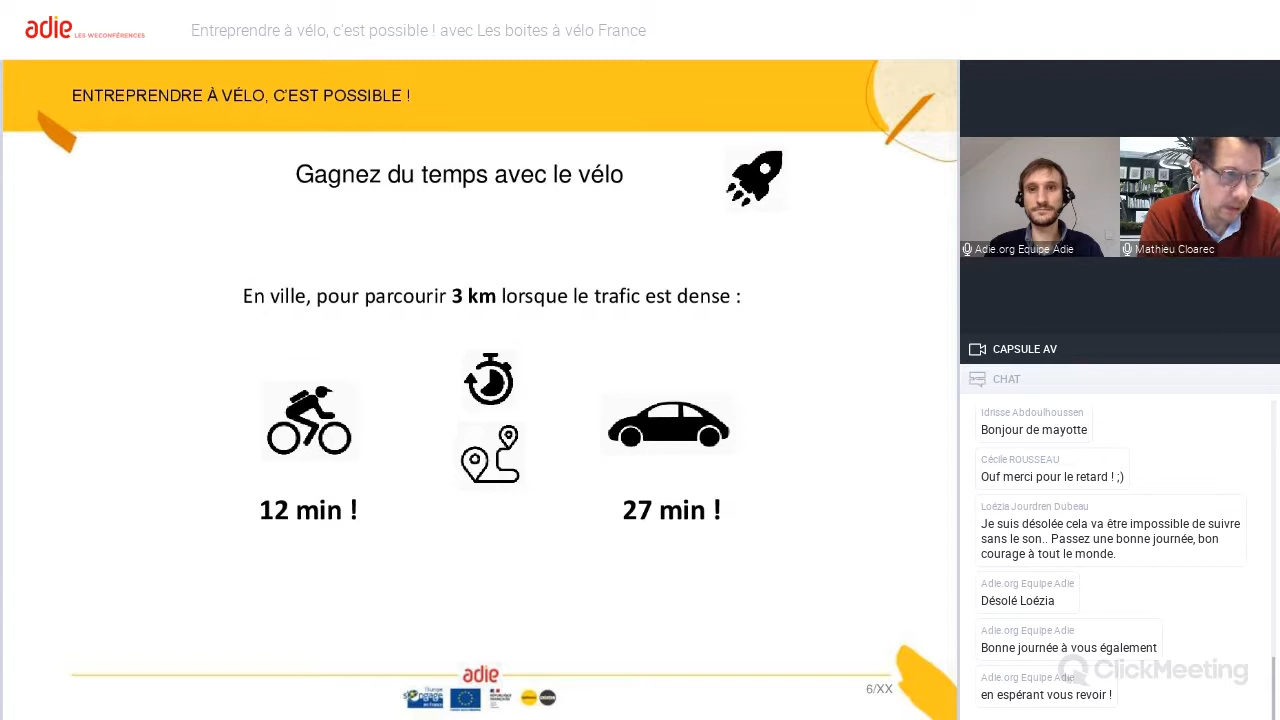 adie LES WECONFÉRENCES
Entreprendre à vélo, c'est possible ! avec Les boites à vélo France
ENTREPRENDRE À VÉLO, C'EST POSSIBLE !
Gagnez du temps avec le vélo
En ville, pour parcourir 3 km lorsque le trafic est dense :
12 min !
27 min !
adie
l'Europe
engage
en France
6/XX
Adie.org Equipe Adie
Mathieu Cloarec
CAPSULE AV
CHAT
Idrisse Abdoulhoussen
Bonjour de mayotte
Cécile ROUSSEAU
Ouf merci pour le retard ! ;)
Loézia Jourdren Dubeau
Je suis désolée cela va être impossible de suivre
sans le son.. Passez une bonne journée, bon
courage à tout le monde.
Adie.org Equipe Adie
Désolé Loézia
Adie.org Equipe Adie
Bonne journée à vous également
Adie.org Equipe Adie
en espérant vous revoir !
ClickMeeting